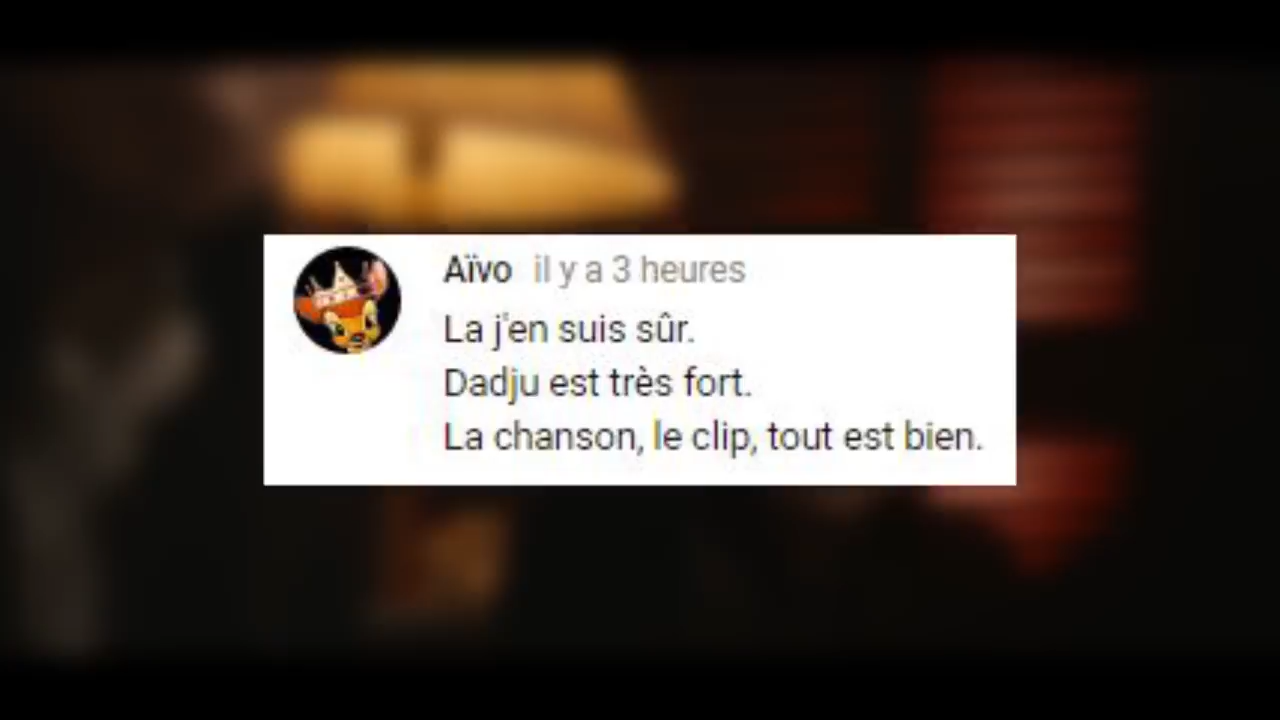 Aïvo il y a 3 heures
La j'en suis sûr.
Dadju est très fort.
La chanson, le clip, tout est bien.